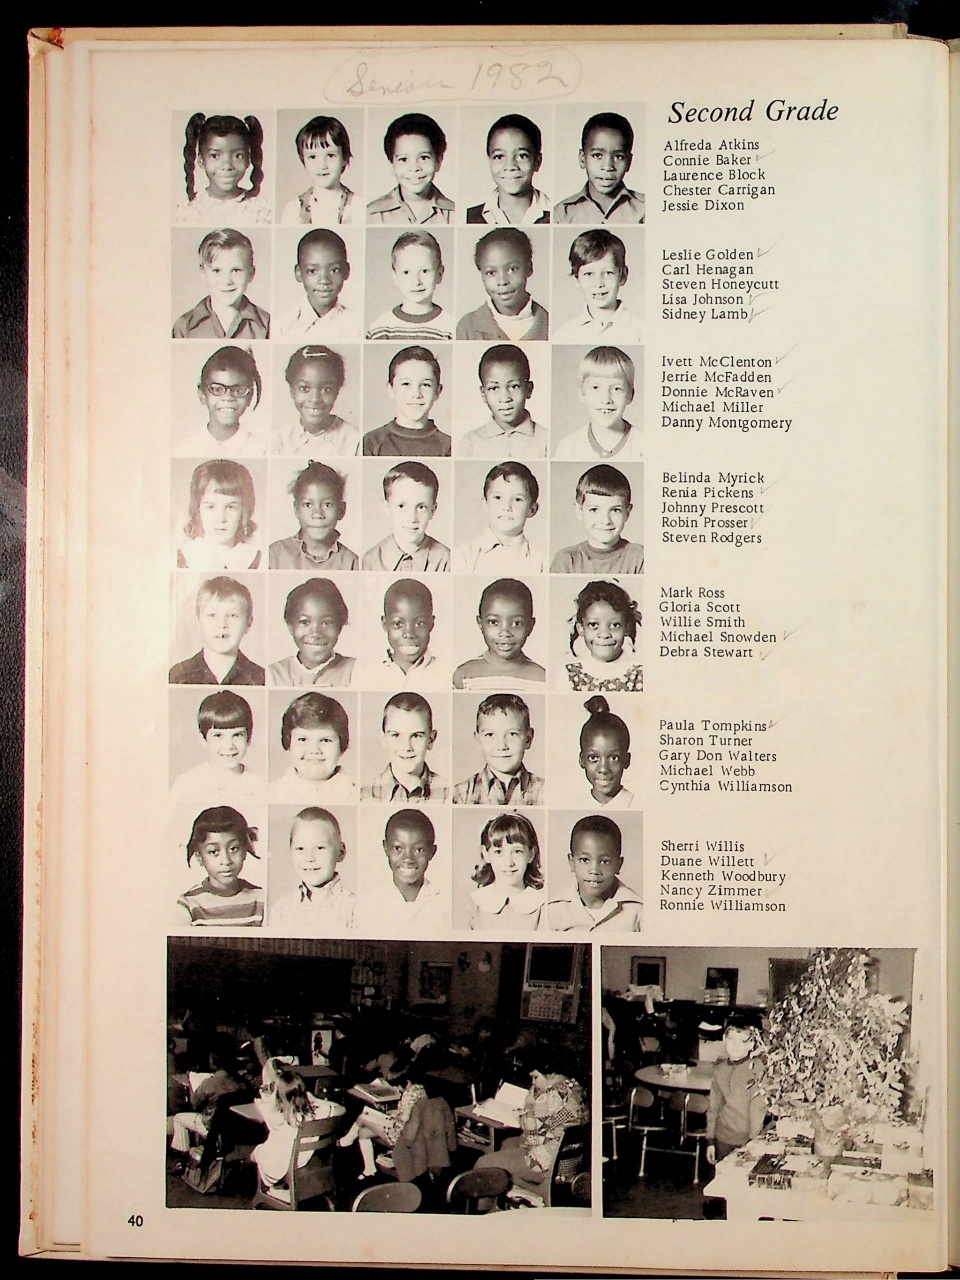 Seniors 1982
Second Grade
Alfreda Atkins
Connie Baker
Laurence Block
Chester Carrigan
Jessie Dixon
Leslie Golden
Carl Henagan
Steven Honeycutt
Lisa Johnson
Sidney Lamb
Ivett McClenton
Jerrie McFadden
Donnie McRaven
Michael Miller
Danny Montgomery
Belinda Myrick
Renia Pickens
Johnny Prescott
Robin Prosser
Steven Rodgers
Mark Ross
Gloria Scott
Willie Smith
Michael Snowden
Debra Stewart
Paula Tompkins
Sharon Turner
Gary Don Walters
Michael Webb
Cynthia Williamson
Sherri Willis
Duane Willett
Kenneth Woodbury
Nancy Zimmer
Ronnie Williamson
40